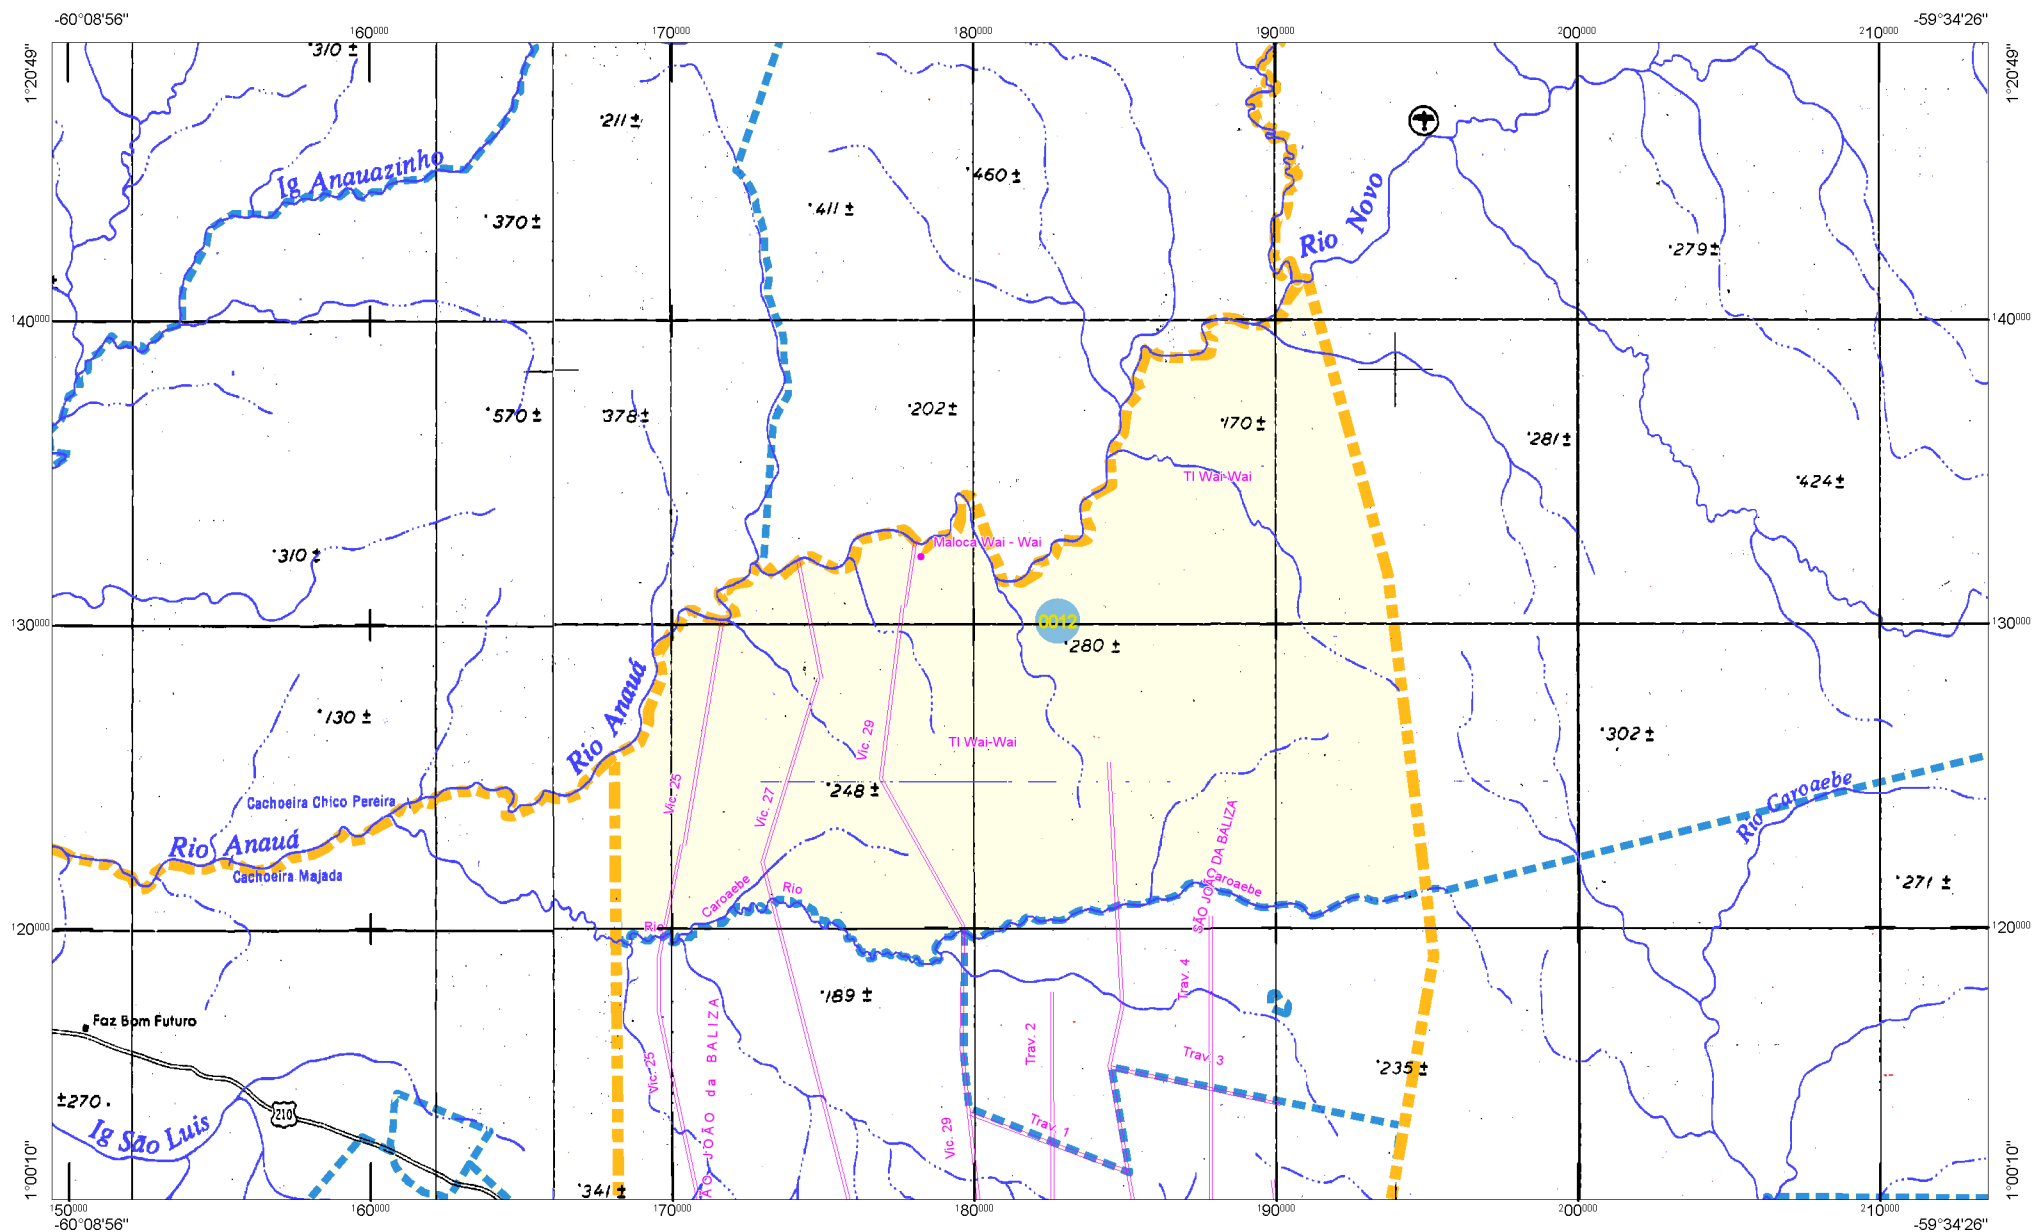 -60°08'56" -59°34'26"
160000 170000 180000 190000 200000 210000
1°20'49" 1°20'49"
310±
211±
Ig Anauazinho
460±
411±
370±
Rio Novo
279±
140000 140000
570± 378± 202± 170± 281±
TI Wai-Wai
424±
310±
Maloca Wai - Wai
130000 0012 130000
280±
Rio Anauá
130±
Vic. 29
TI Wai-Wai
302±
Vic. 25
248±
Vic. 27
Cachoeira Chico Pereira
Rio Caroaebe
Rio Anauá
Cachoeira Majada
SÃO JOÃO DA BALIZA
Caroaebe
Rio
Caroaebe
271±
Rio
120000 120000
Trav. 4
189±
Faz Bom Futuro
Trav. 2
Trav. 3
Vic. 25
235±
±270
210
Ig São Luis
SÃO JOÃO da BALIZA
Trav. 1
Vic. 29
341±
1°00'10" 1°00'10"
150000 160000 170000 180000 190000 200000 210000
-60°08'56" -59°34'26"